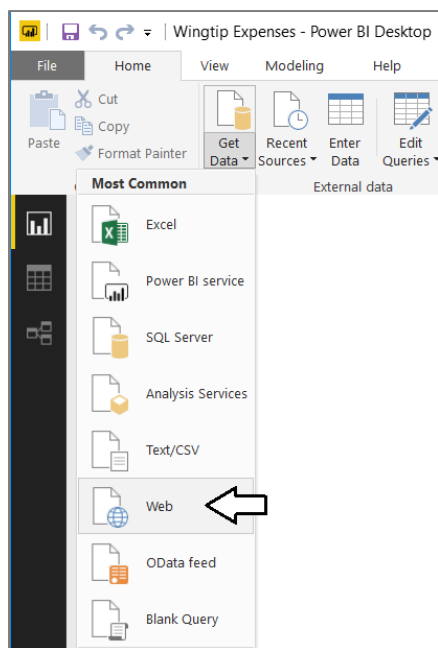 Wingtip Expenses - Power BI Desktop
File Home View Modeling Help
Paste
Cut
Copy
Format Painter
Get Data
Recent Sources
Enter Data
Edit Queries
External data
Most Common
Excel
Power BI service
SQL Server
Analysis Services
Text/CSV
Web
OData feed
Blank Query